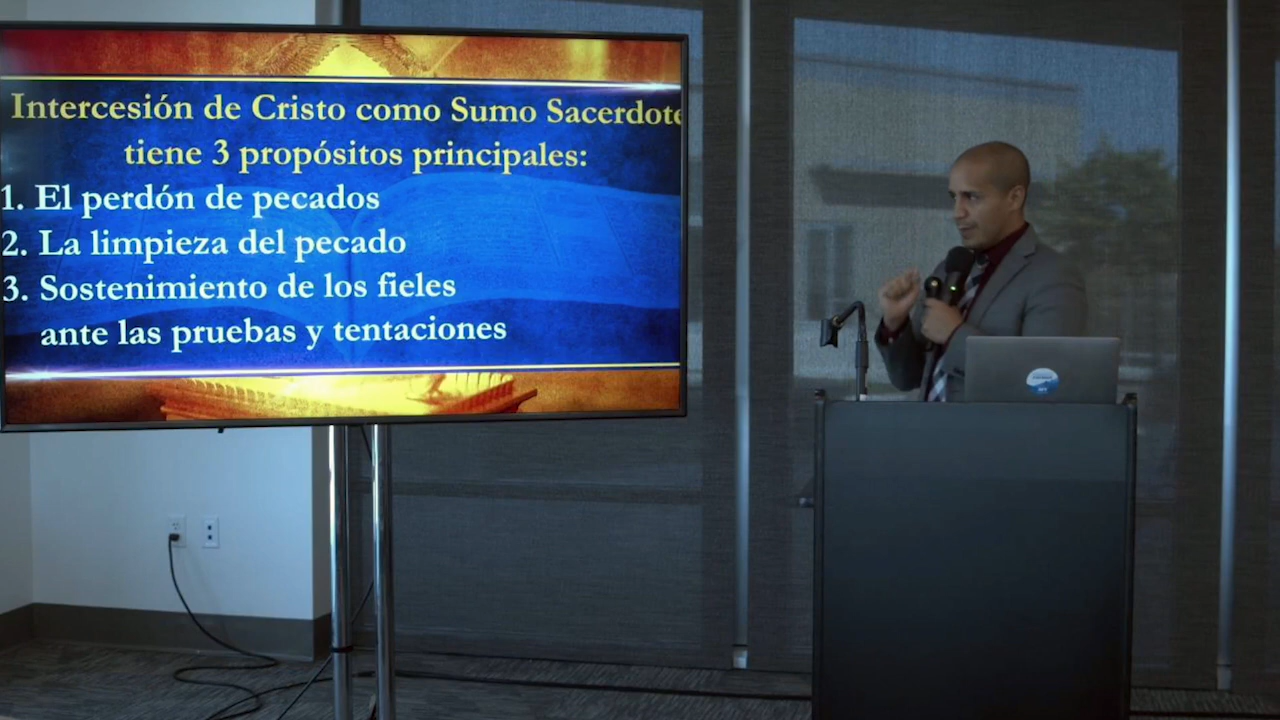 Intercesión de Cristo como Sumo Sacerdote
tiene 3 propósitos principales:
1. El perdón de pecados
2. La limpieza del pecado
3. Sostenimiento de los fieles
ante las pruebas y tentaciones